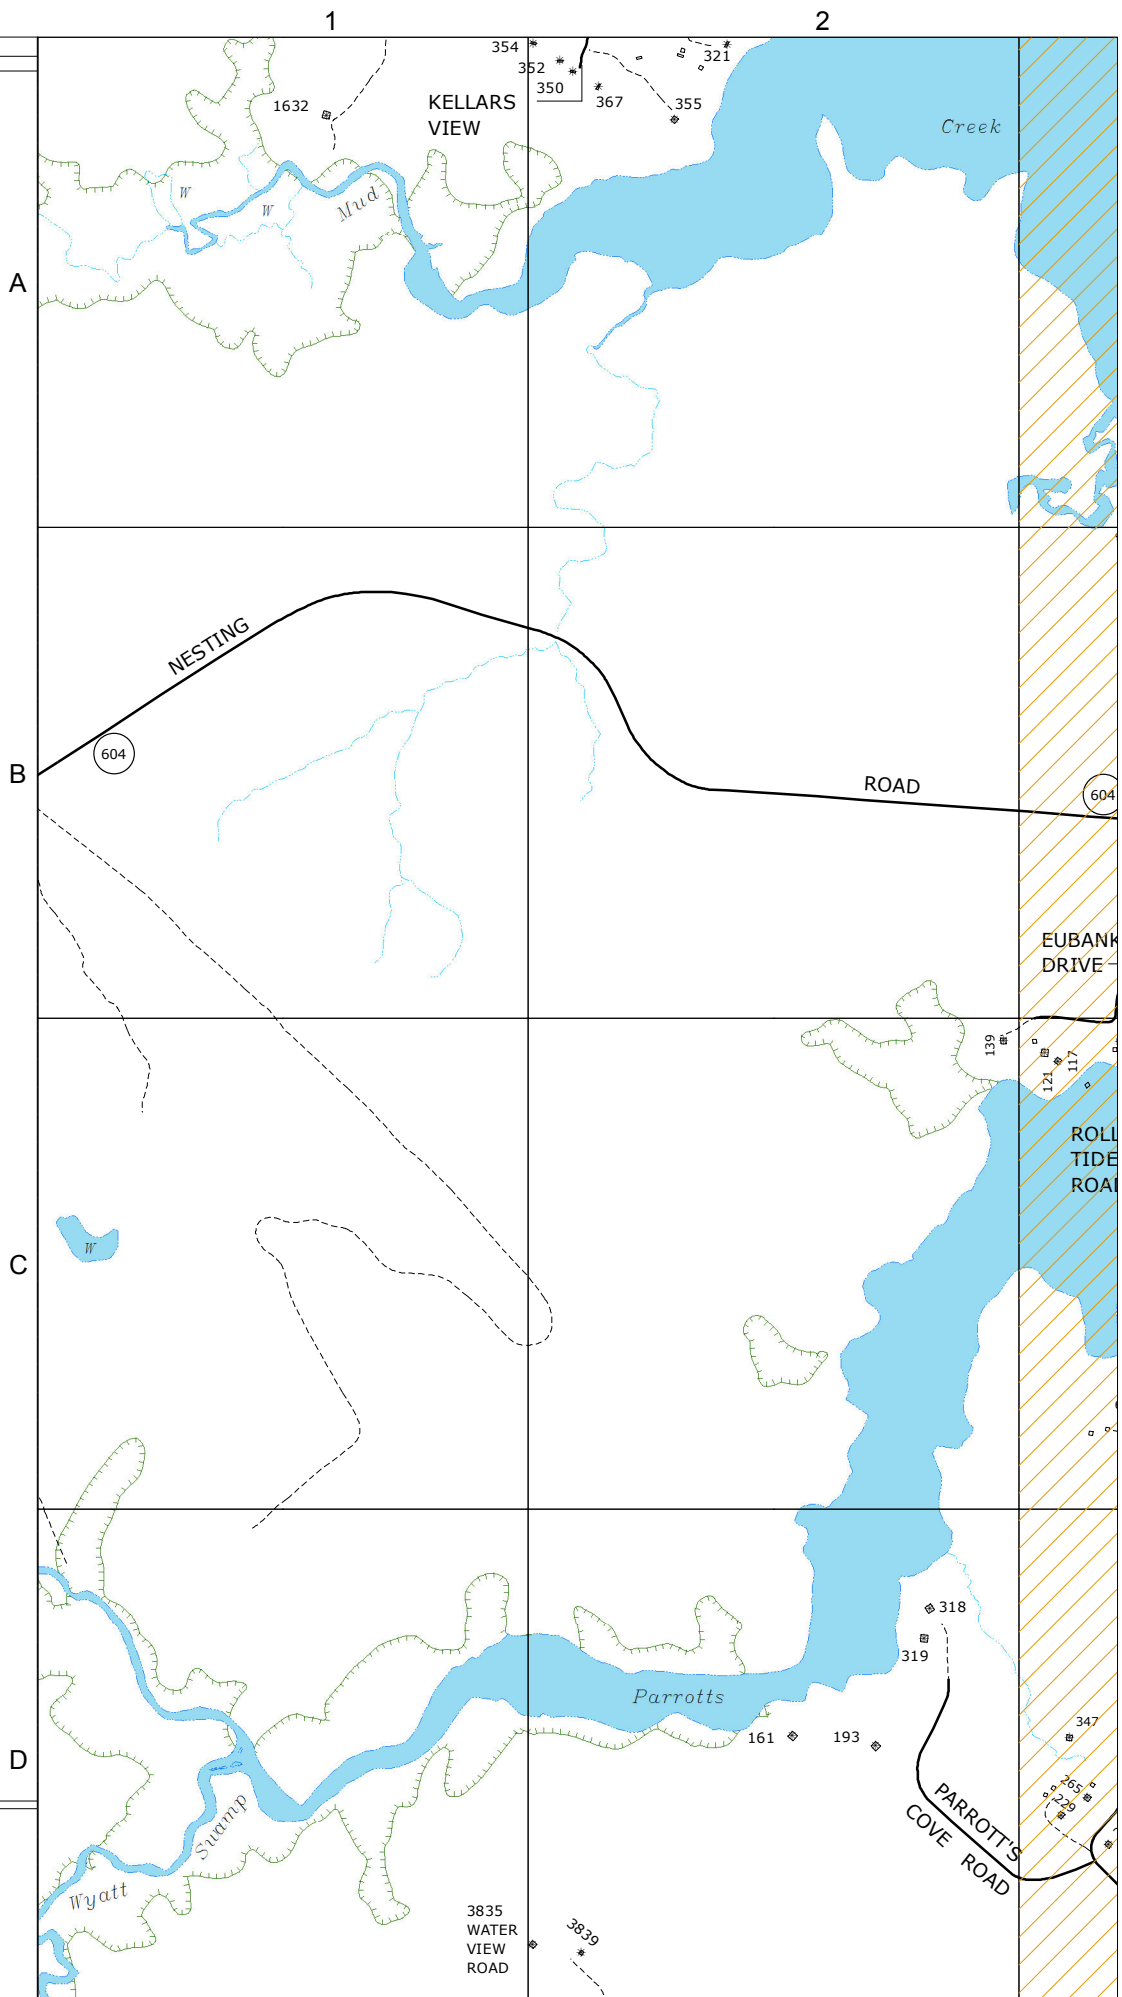 1
2
354
352
350
367
321
355
1632
KELLARS
VIEW
Creek
W
W
Mud
A
NESTING
604
B
ROAD
604
EUBANK
DRIVE
139
121
117
ROLL
TIDE
W
C
318
319
Parrotts
161
193
347
D
265
229
PARROTT'S
COVE ROAD
Swamp
Wyatt
3835
WATER
VIEW
ROAD
3839